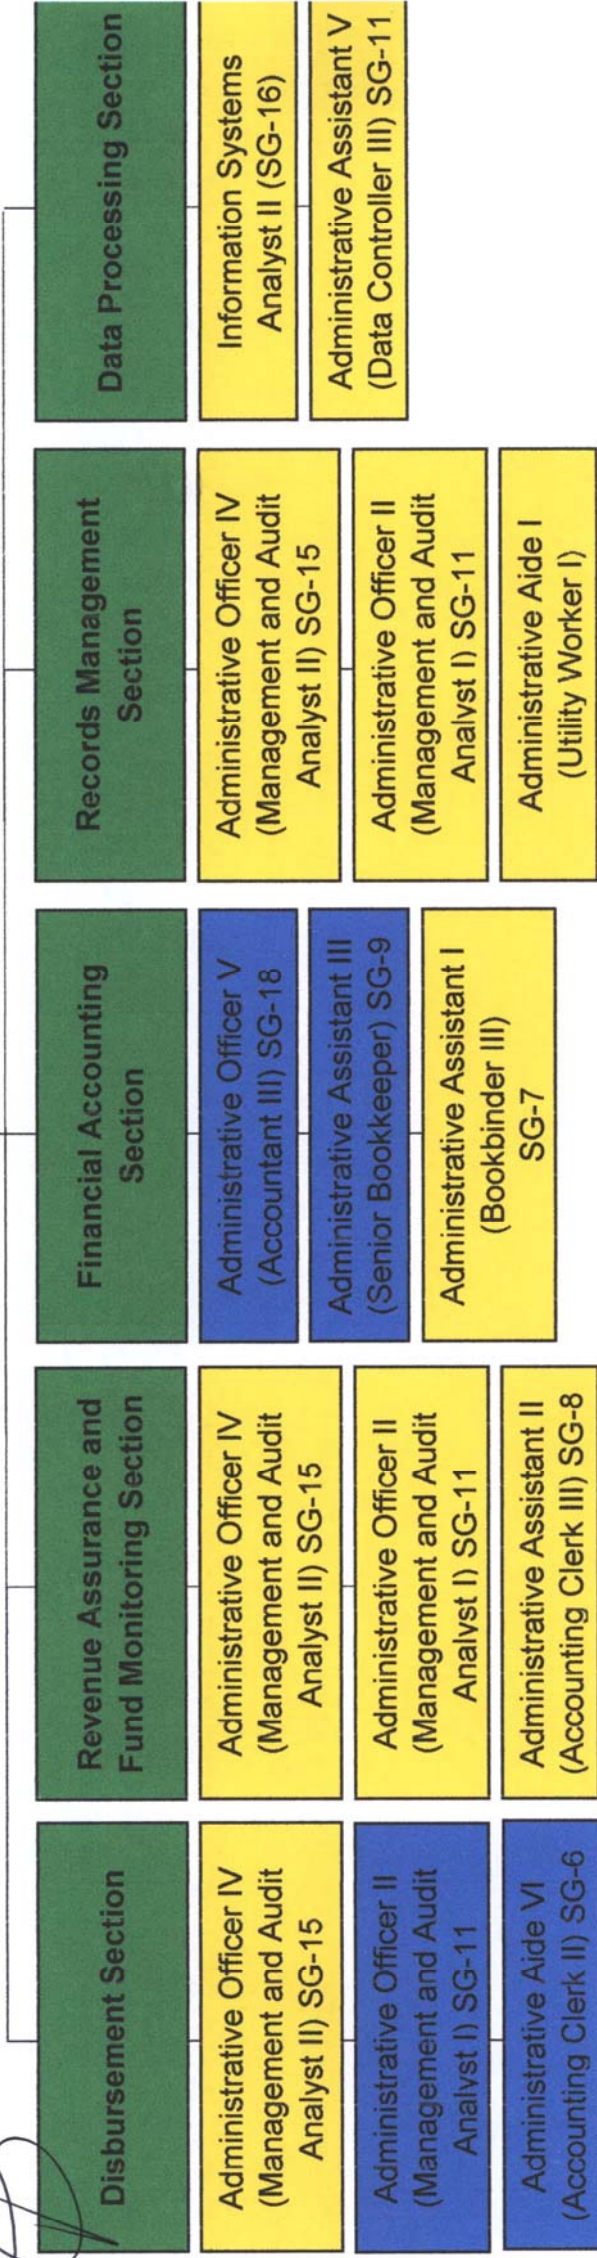 Disbursement Section
Administrative Officer IV
(Management and Audit
Analyst II) SG-15
Administrative Officer II
(Management and Audit
Analyst I) SG-11
Administrative Aide VI
(Accounting Clerk II) SG-6
Revenue Assurance and
Fund Monitoring Section
Administrative Officer IV
(Management and Audit
Analyst II) SG-15
Administrative Officer II
(Management and Audit
Analyst I) SG-11
Administrative Assistant II
(Accounting Clerk III) SG-8
Financial Accounting
Section
Administrative Officer V
(Accountant III) SG-18
Administrative Assistant III
(Senior Bookkeeper) SG-9
Administrative Assistant I
(Bookbinder III)
SG-7
Records Management
Section
Administrative Officer IV
(Management and Audit
Analyst II) SG-15
Administrative Officer II
(Management and Audit
Analyst I) SG-11
Administrative Aide I
(Utility Worker I)
Data Processing Section
Information Systems
Analyst II (SG-16)
Administrative Assistant V
(Data Controller III) SG-11